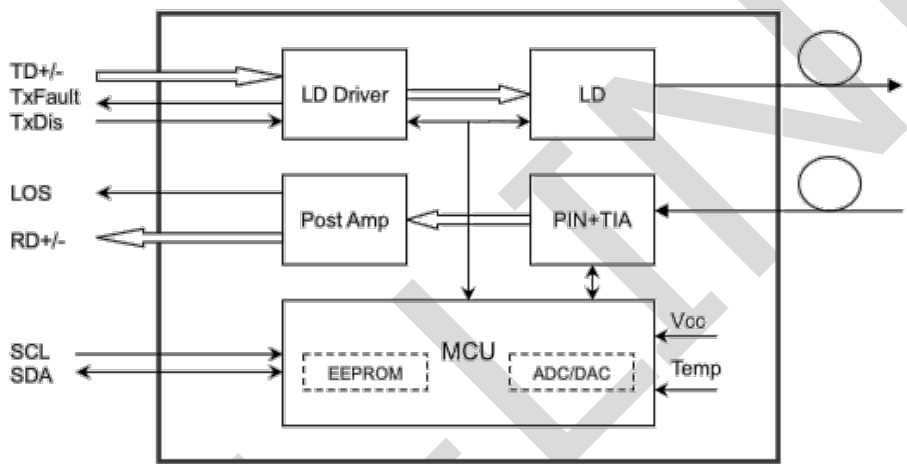 TD+/-
TxFault
TxDis
LD Driver
LD
LOS
RD+/-
Post Amp
PIN+TIA
SCL
SDA
MCU
EEPROM
ADC/DAC
Vcc
Temp